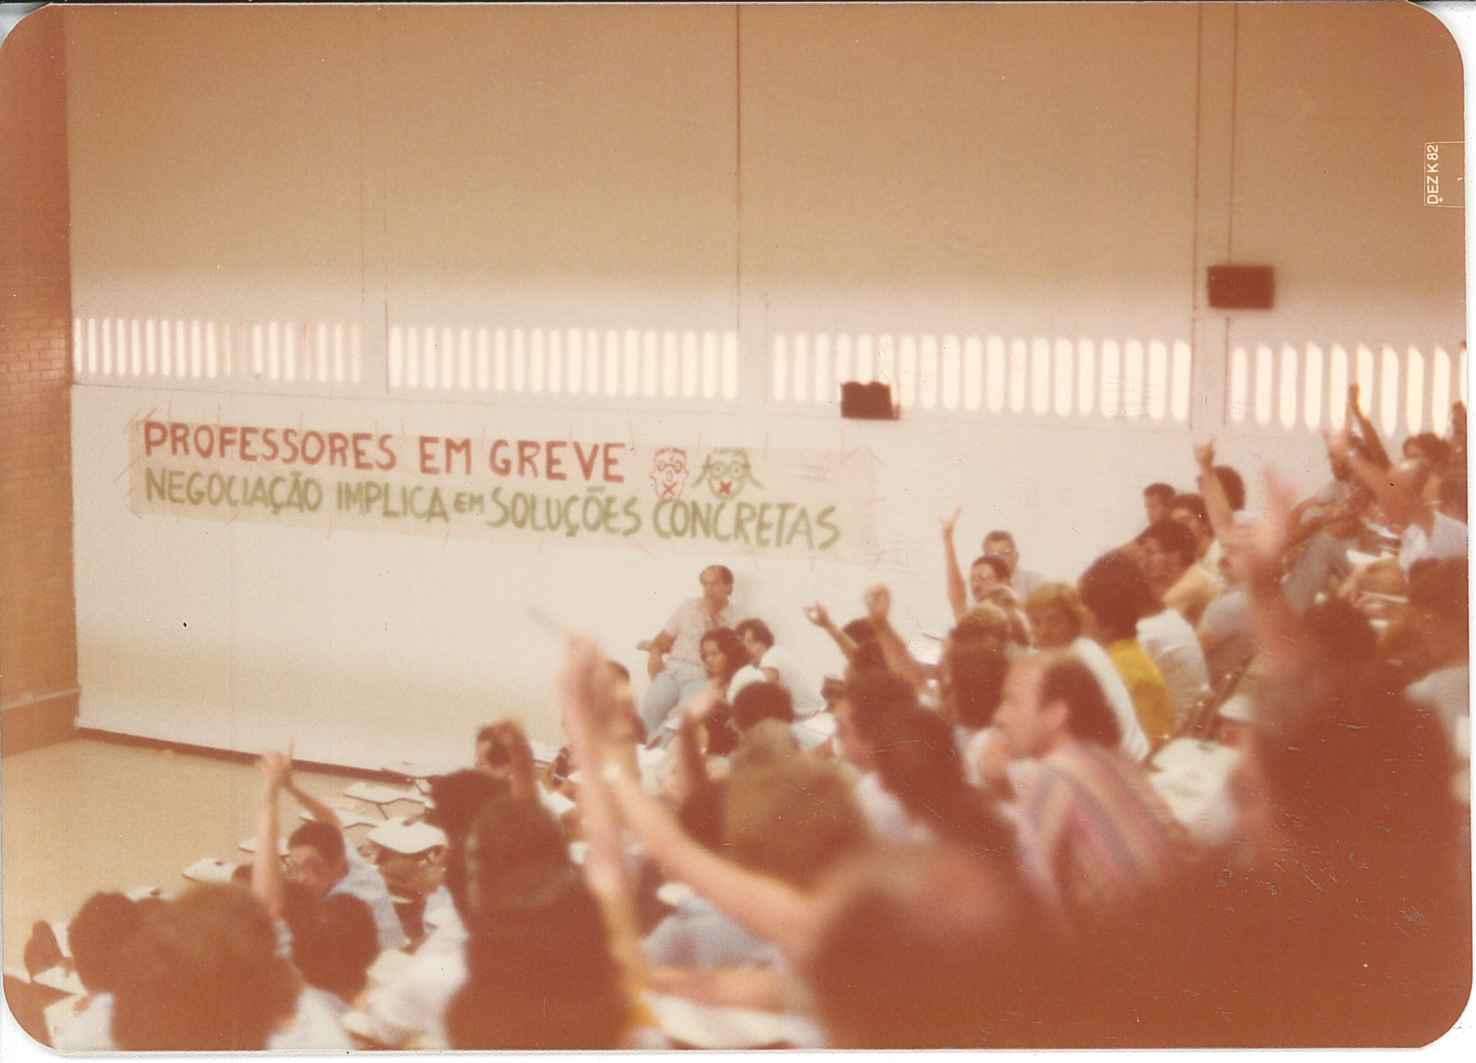 PROFESSORES EM GREVE
NEGOCIAÇÃO IMPLICA EM SOLUÇÕES CONCRETAS
DEZ K 82